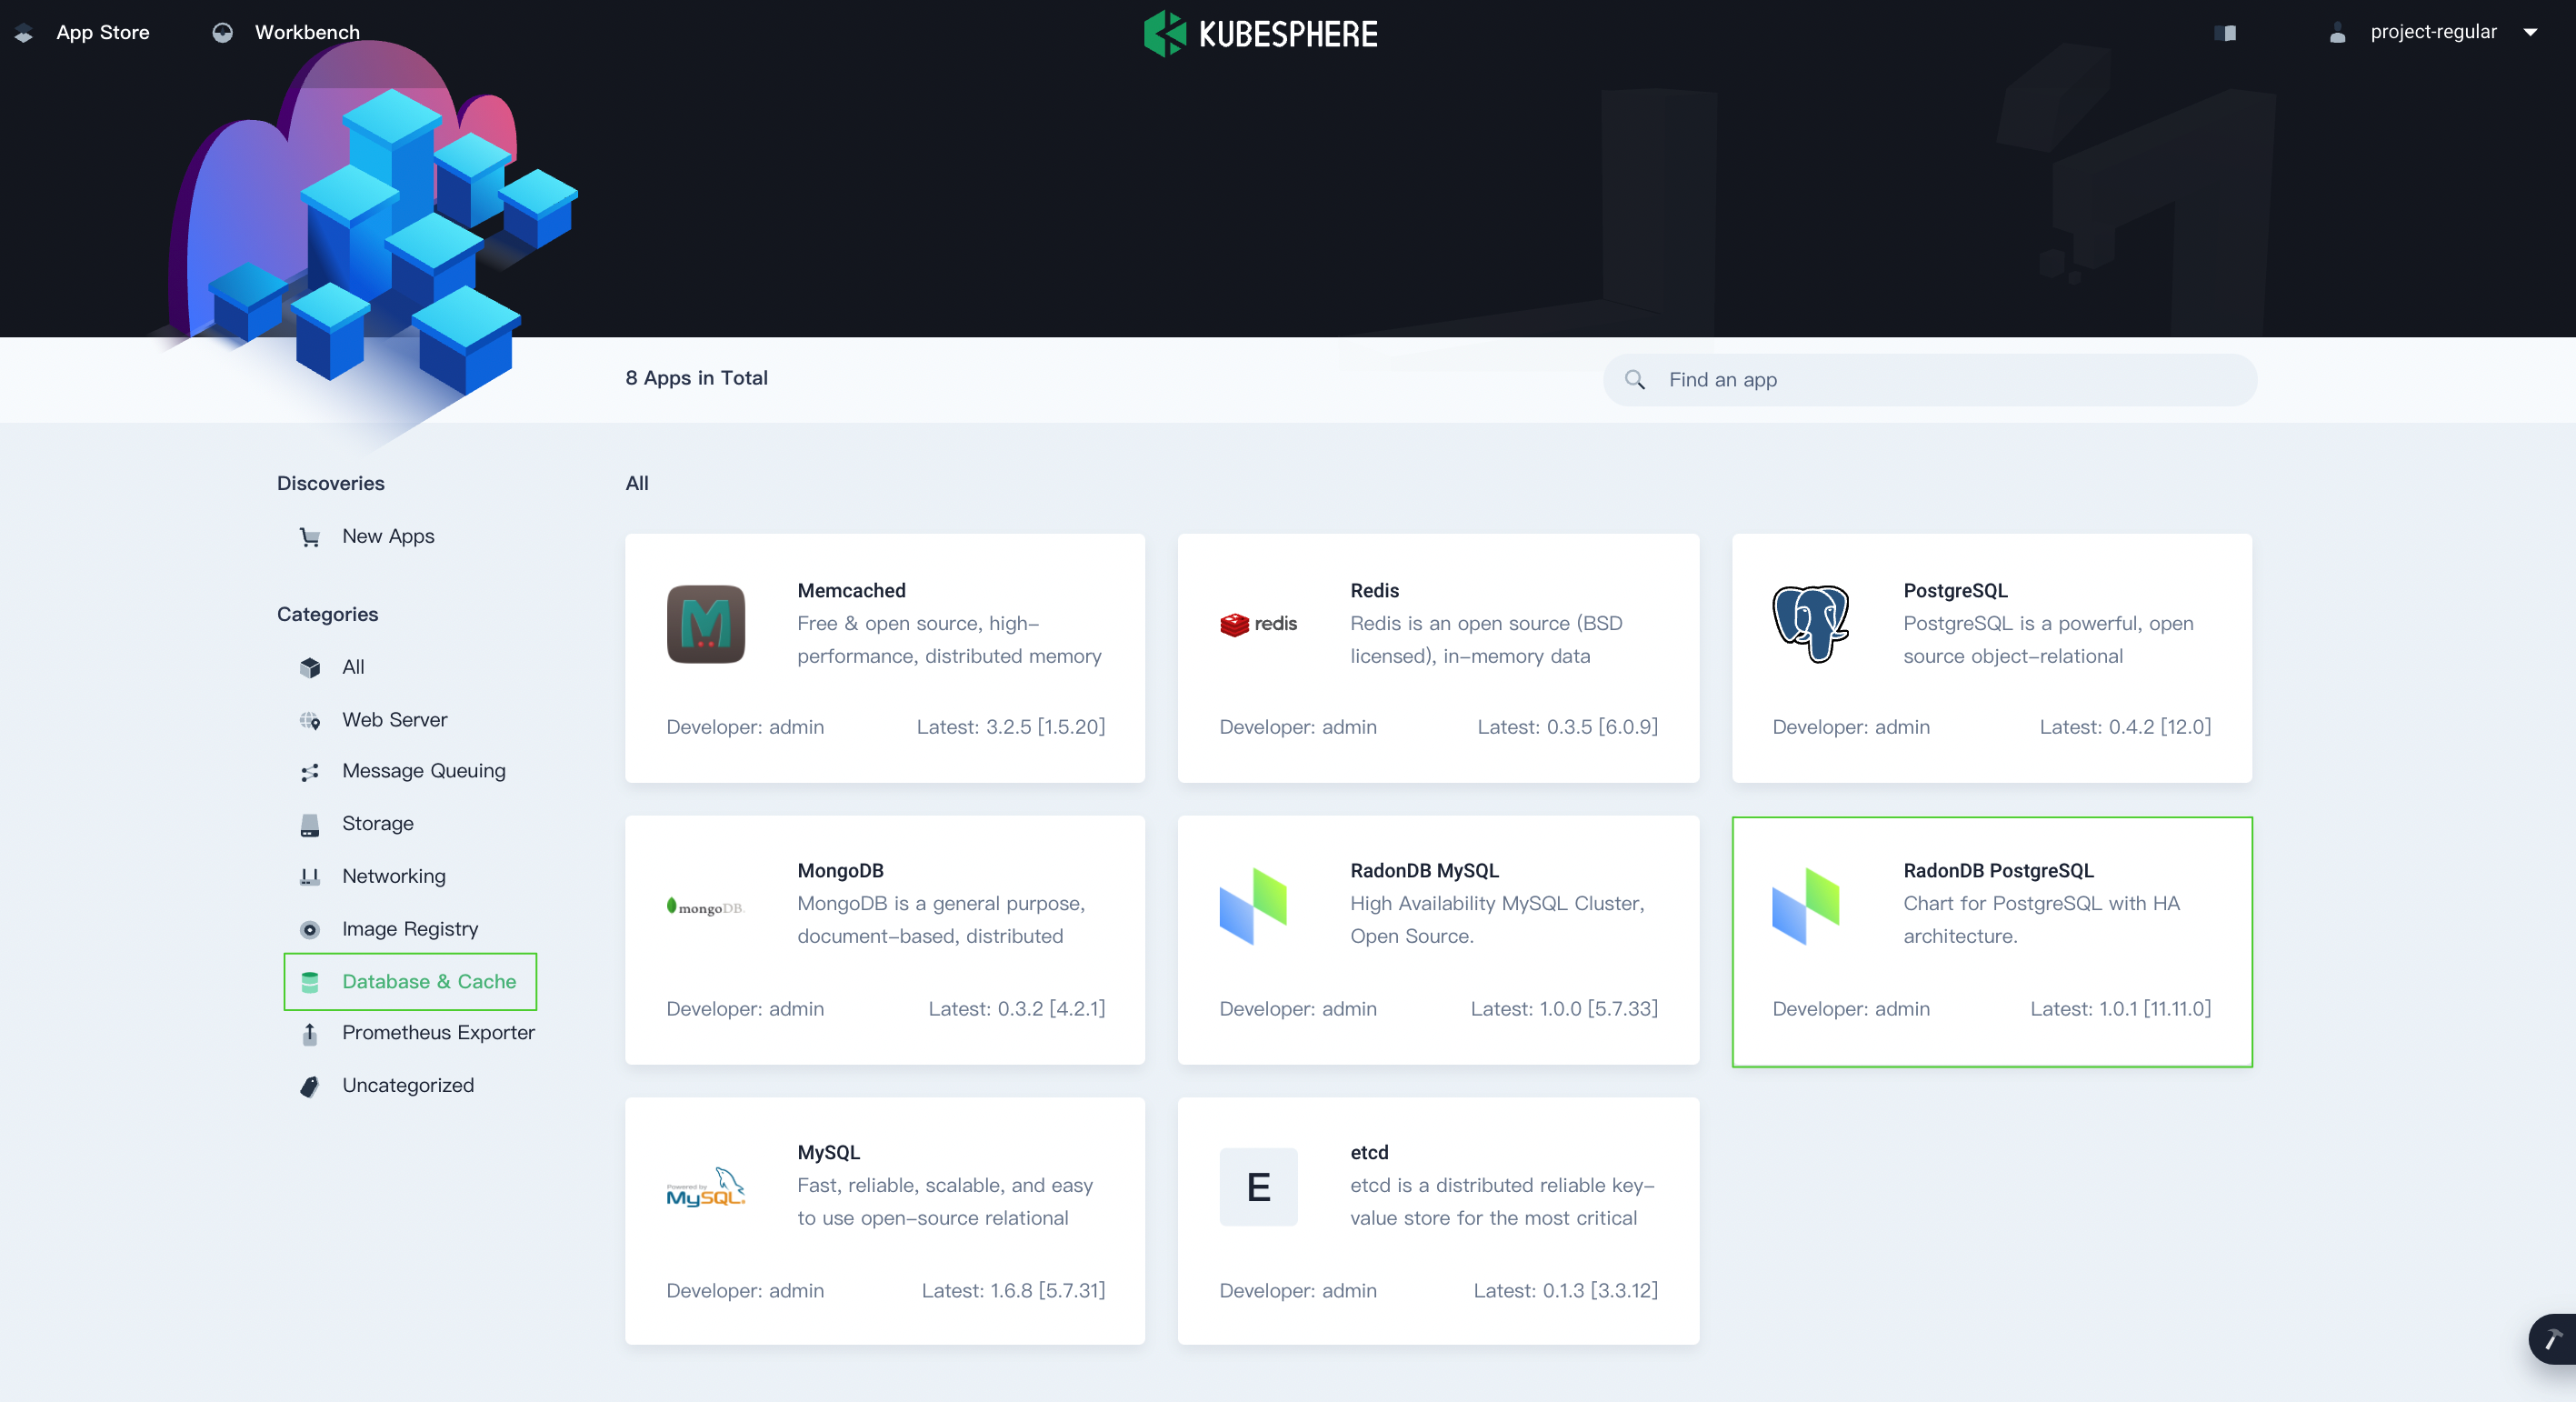 App Store
Workbench
KUBESPHERE
project-regular
8 Apps in Total
Find an app
Discoveries
New Apps
Categories
All
Web Server
Message Queuing
Storage
Networking
Image Registry
Database & Cache
Prometheus Exporter
Uncategorized
All
Memcached
Free & open source, high-
performance, distributed memory
Developer: admin
Latest: 3.2.5 [1.5.20]
redis
Redis
Redis is an open source (BSD
licensed), in-memory data
Developer: admin
Latest: 0.3.5 [6.0.9]
PostgreSQL
PostgreSQL is a powerful, open
source object-relational
Developer: admin
Latest: 0.4.2 [12.0]
mongoDB.
MongoDB
MongoDB is a general purpose,
document-based, distributed
Developer: admin
Latest: 0.3.2 [4.2.1]
RadonDB MySQL
High Availability MySQL Cluster,
Open Source.
Developer: admin
Latest: 1.0.0 [5.7.33]
RadonDB PostgreSQL
Chart for PostgreSQL with HA
architecture.
Developer: admin
Latest: 1.0.1 [11.11.0]
Powered by
MySQL
MySQL
Fast, reliable, scalable, and easy
to use open-source relational
Developer: admin
Latest: 1.6.8 [5.7.31]
E
etcd
etcd is a distributed reliable key-
value store for the most critical
Developer: admin
Latest: 0.1.3 [3.3.12]